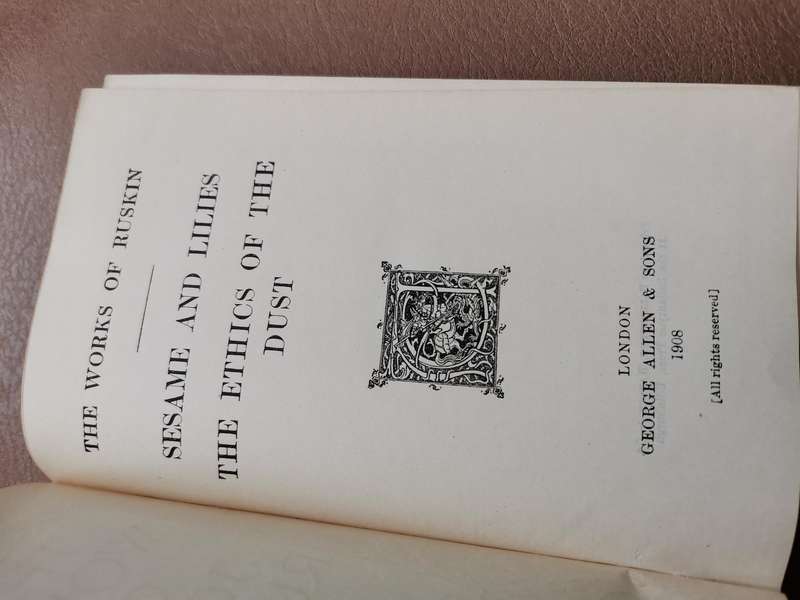 THE WORKS OF RUSKIN
SESAME AND LILIES
THE ETHICS OF THE
DUST
LONDON
GEORGE ALLEN & SONS
1908
[All rights reserved]